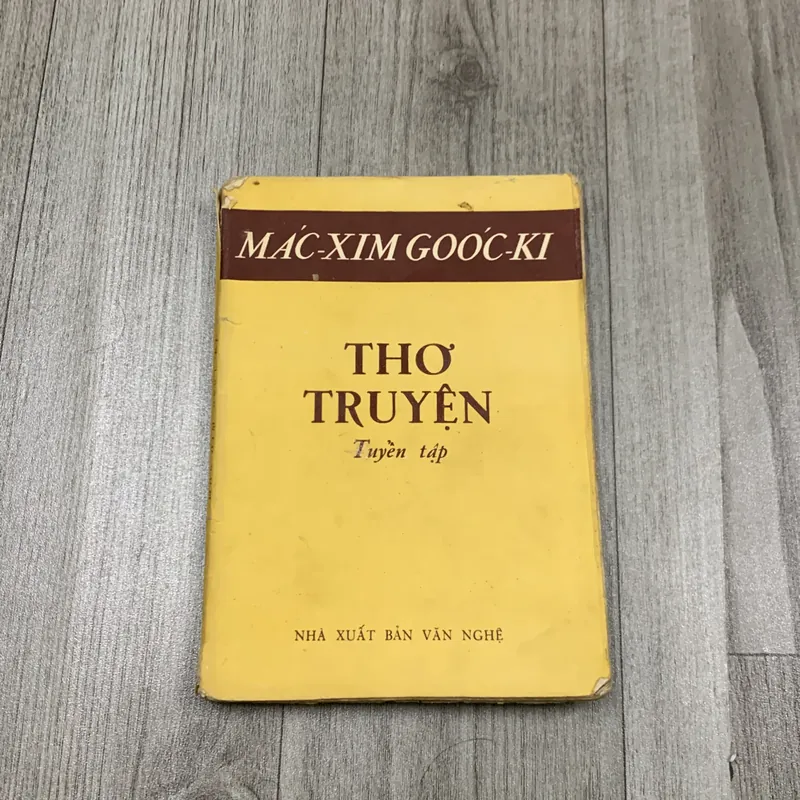 MÁC-XIM GOÓC-KI
THƠ
TRUYỆN
Tuyển tập
NHÀ XUẤT BẢN VĂN NGHỆ